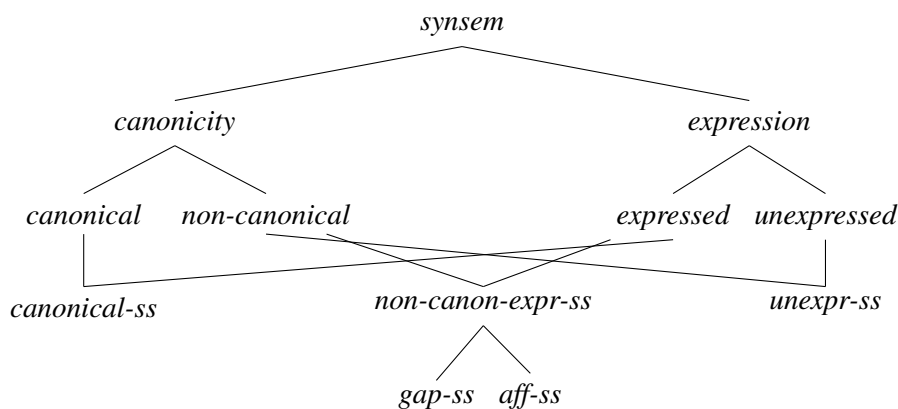 synsem
canonicity expression
canonical non-canonical expressed unexpressed
canonical-ss non-canon-expr-ss unexpr-ss
gap-ss aff-ss